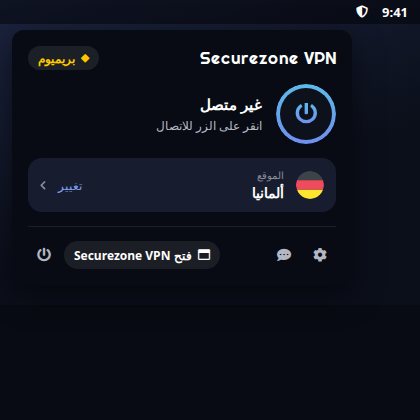 9:41
Securezone VPN
بريميوم
غير متصل
انقر على الزر للاتصال
الموقع
ألمانيا
تغيير
فتح Securezone VPN